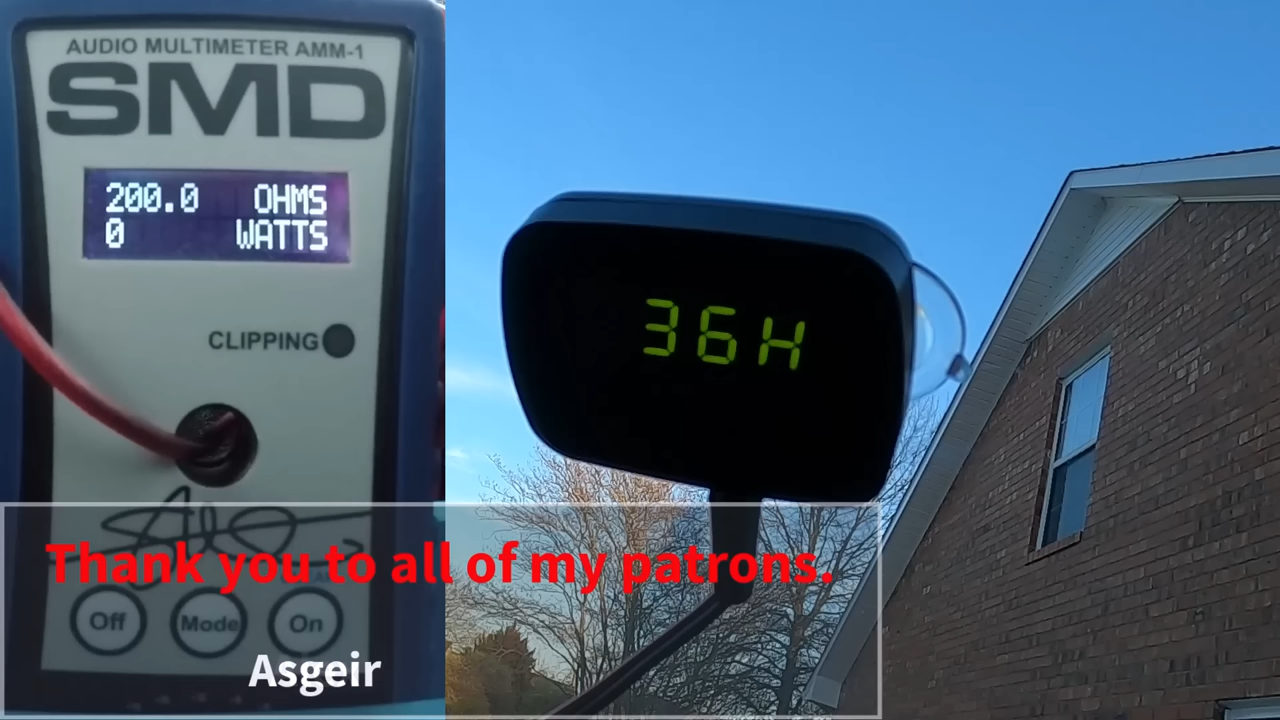 AUDIO MULTIMETER AMM-1
SMD
200.0 OHMS
0 WATTS
CLIPPING
36H
Thank you to all of my patrons.
Off Mode On
Asgeir